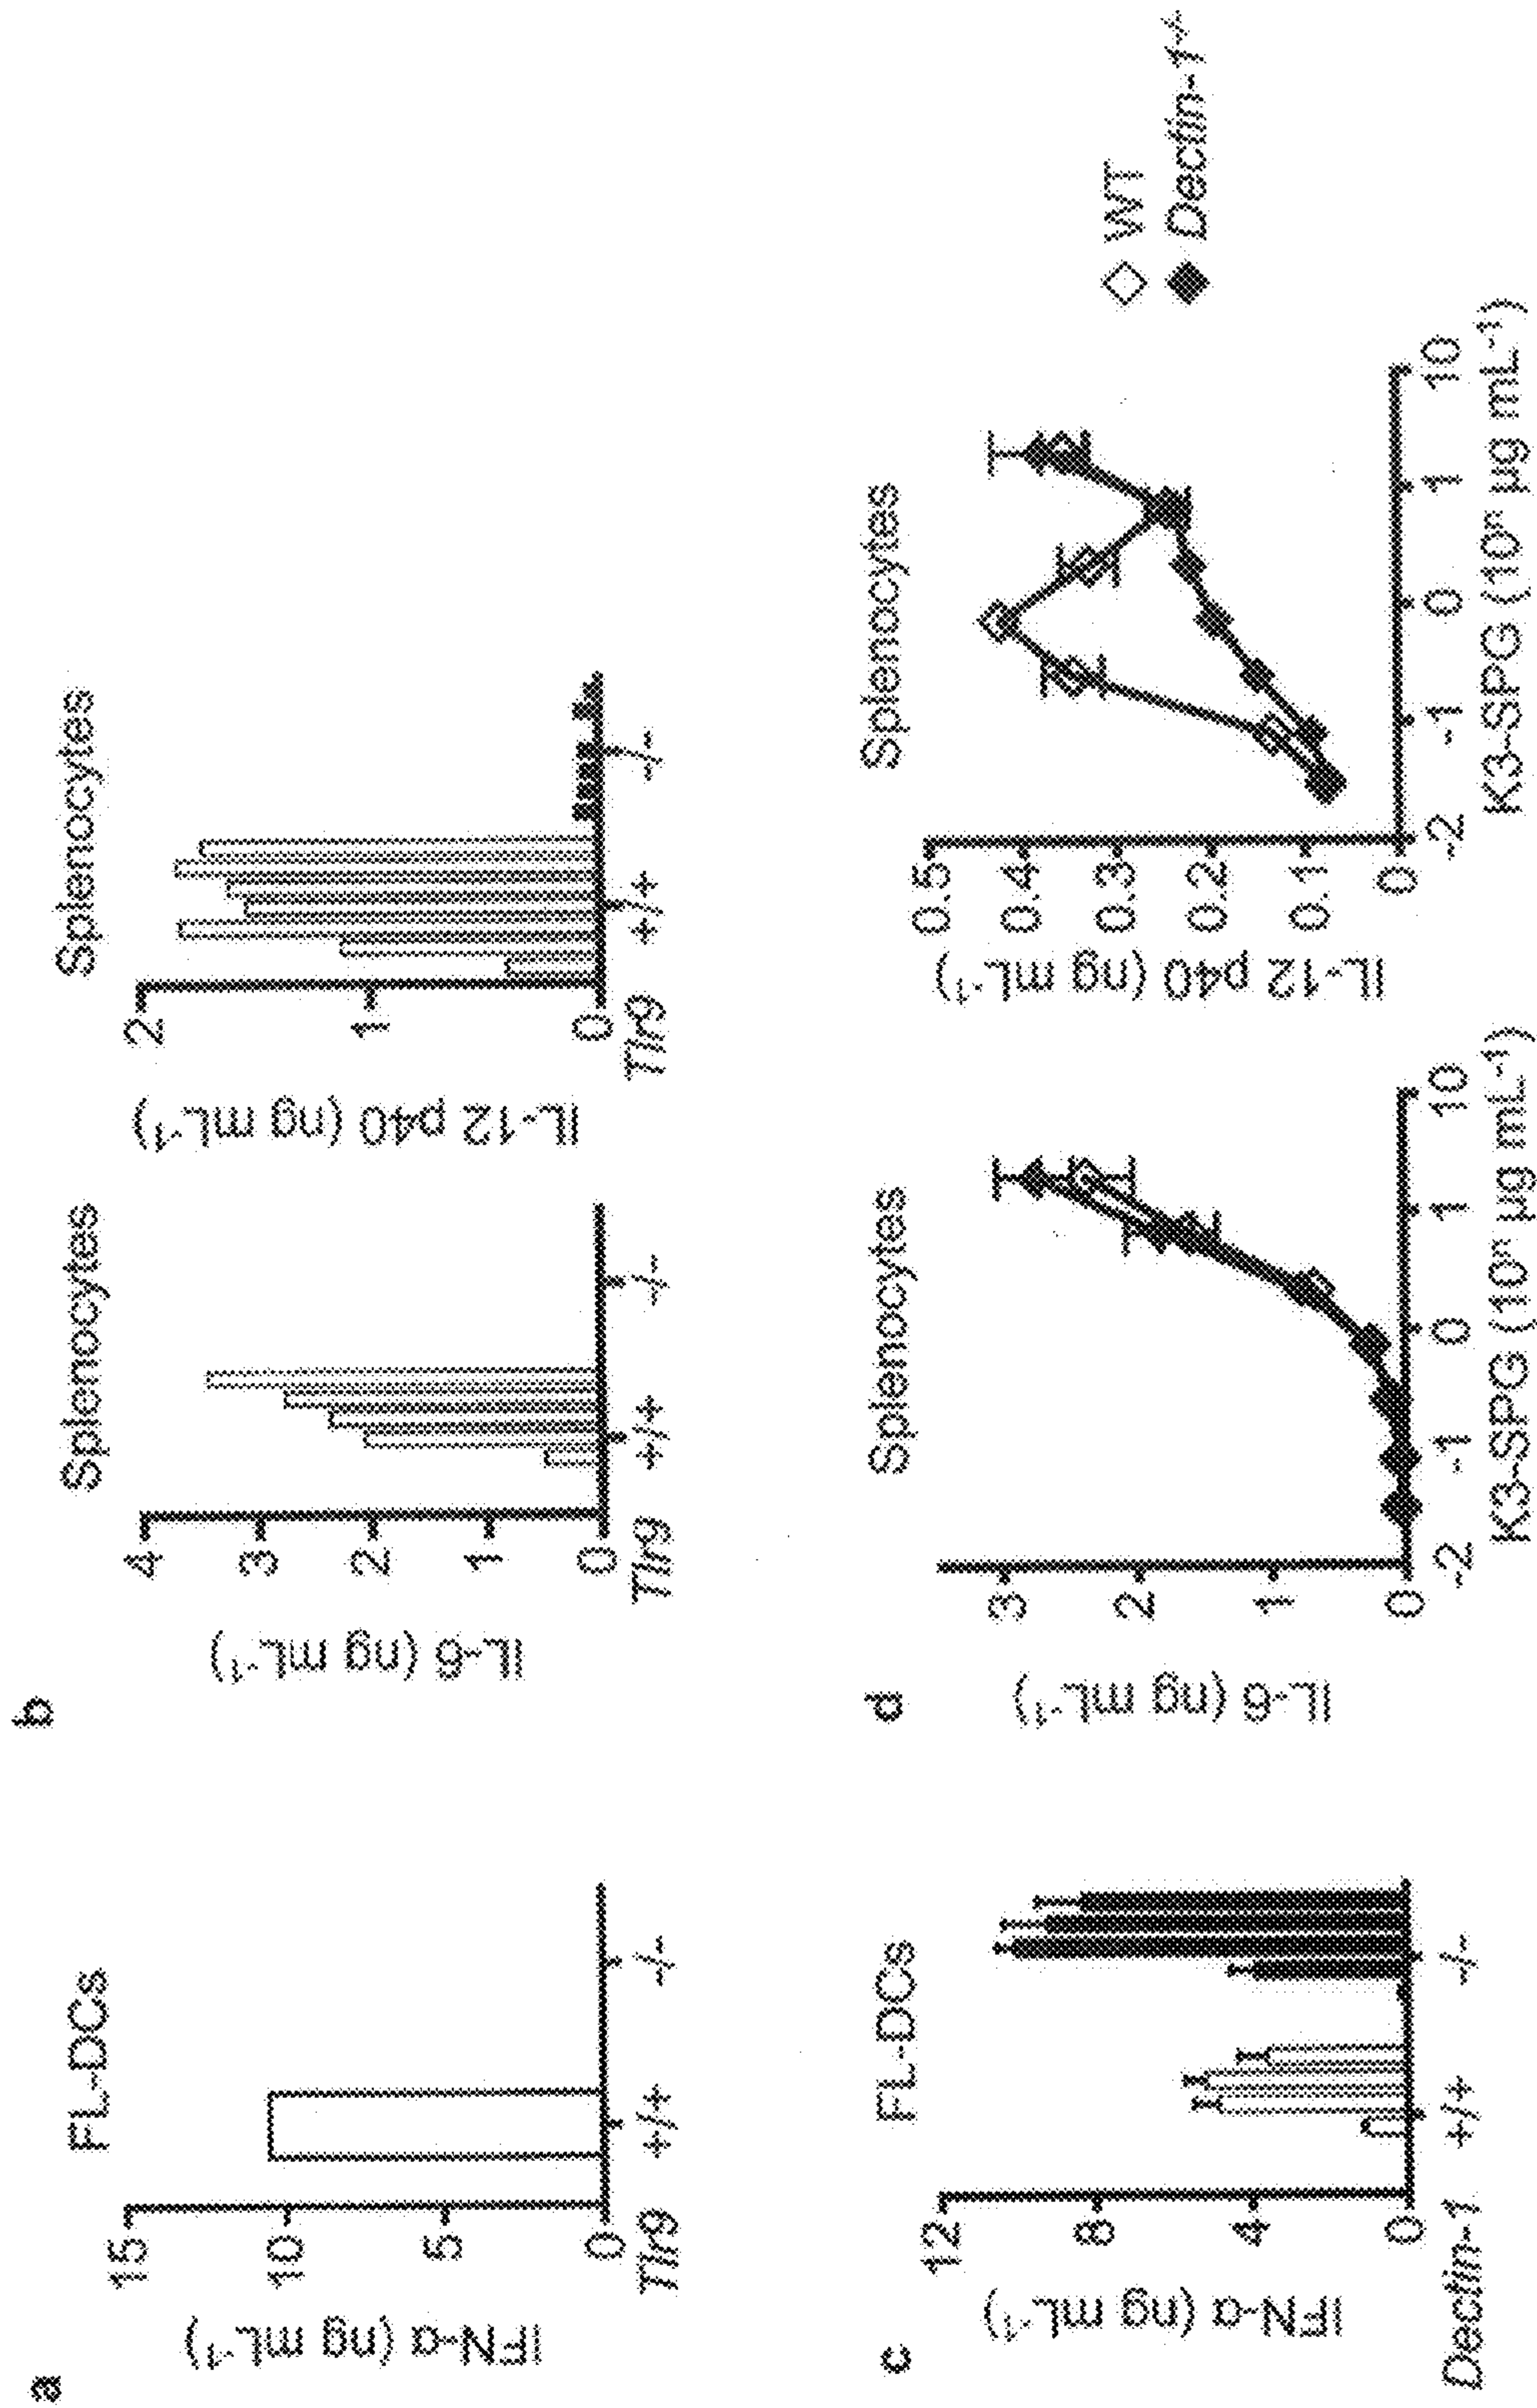 a
FL-DCs
IFN-α (ng mL⁻¹)
15
10
5
0
Tlr9
+/+
-/-
b
Splenocytes
IL-6 (ng mL⁻¹)
4
3
2
1
0
Tlr9
+/+
-/-
Splenocytes
IL-12 p40 (ng mL⁻¹)
2
1
0
Tlr9
+/+
-/-
c
FL-DCs
IFN-α (ng mL⁻¹)
12
8
4
0
Dectin-1
+/+
-/-
d
Splenocytes
IL-6 (ng mL⁻¹)
3
2
1
0
-2
-1
0
1
10
K3-SPG (10ⁿ µg mL⁻¹)
Splenocytes
IL-12 p40 (ng mL⁻¹)
0.5
0.4
0.3
0.2
0.1
0
-2
-1
0
1
10
K3-SPG (10ⁿ µg mL⁻¹)
WT
Dectin-1⁻/⁻